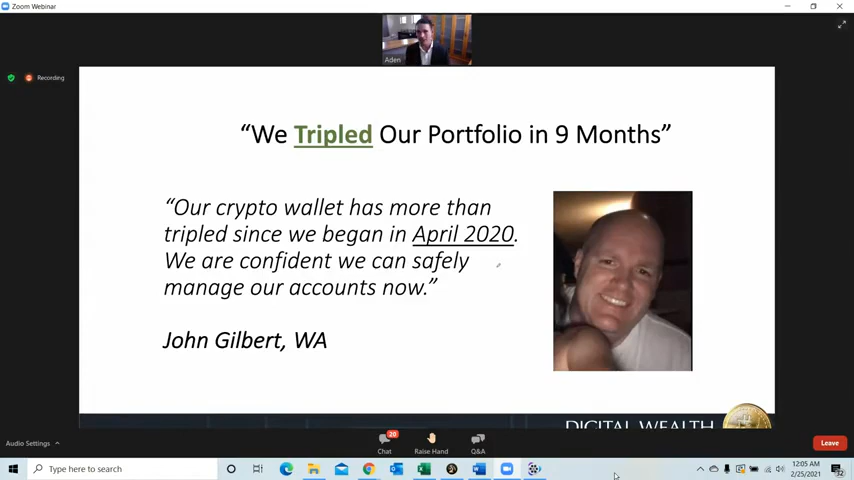 Zoom Webinar
Aden
Recording
“We Tripled Our Portfolio in 9 Months”
“Our crypto wallet has more than
tripled since we began in April 2020.
We are confident we can safely
manage our accounts now.”
John Gilbert, WA
DIGITAL WEALTH
Audio Settings
20
Chat
Raise Hand
Q&A
Leave
Type here to search
12:05 AM
2/25/2021
32